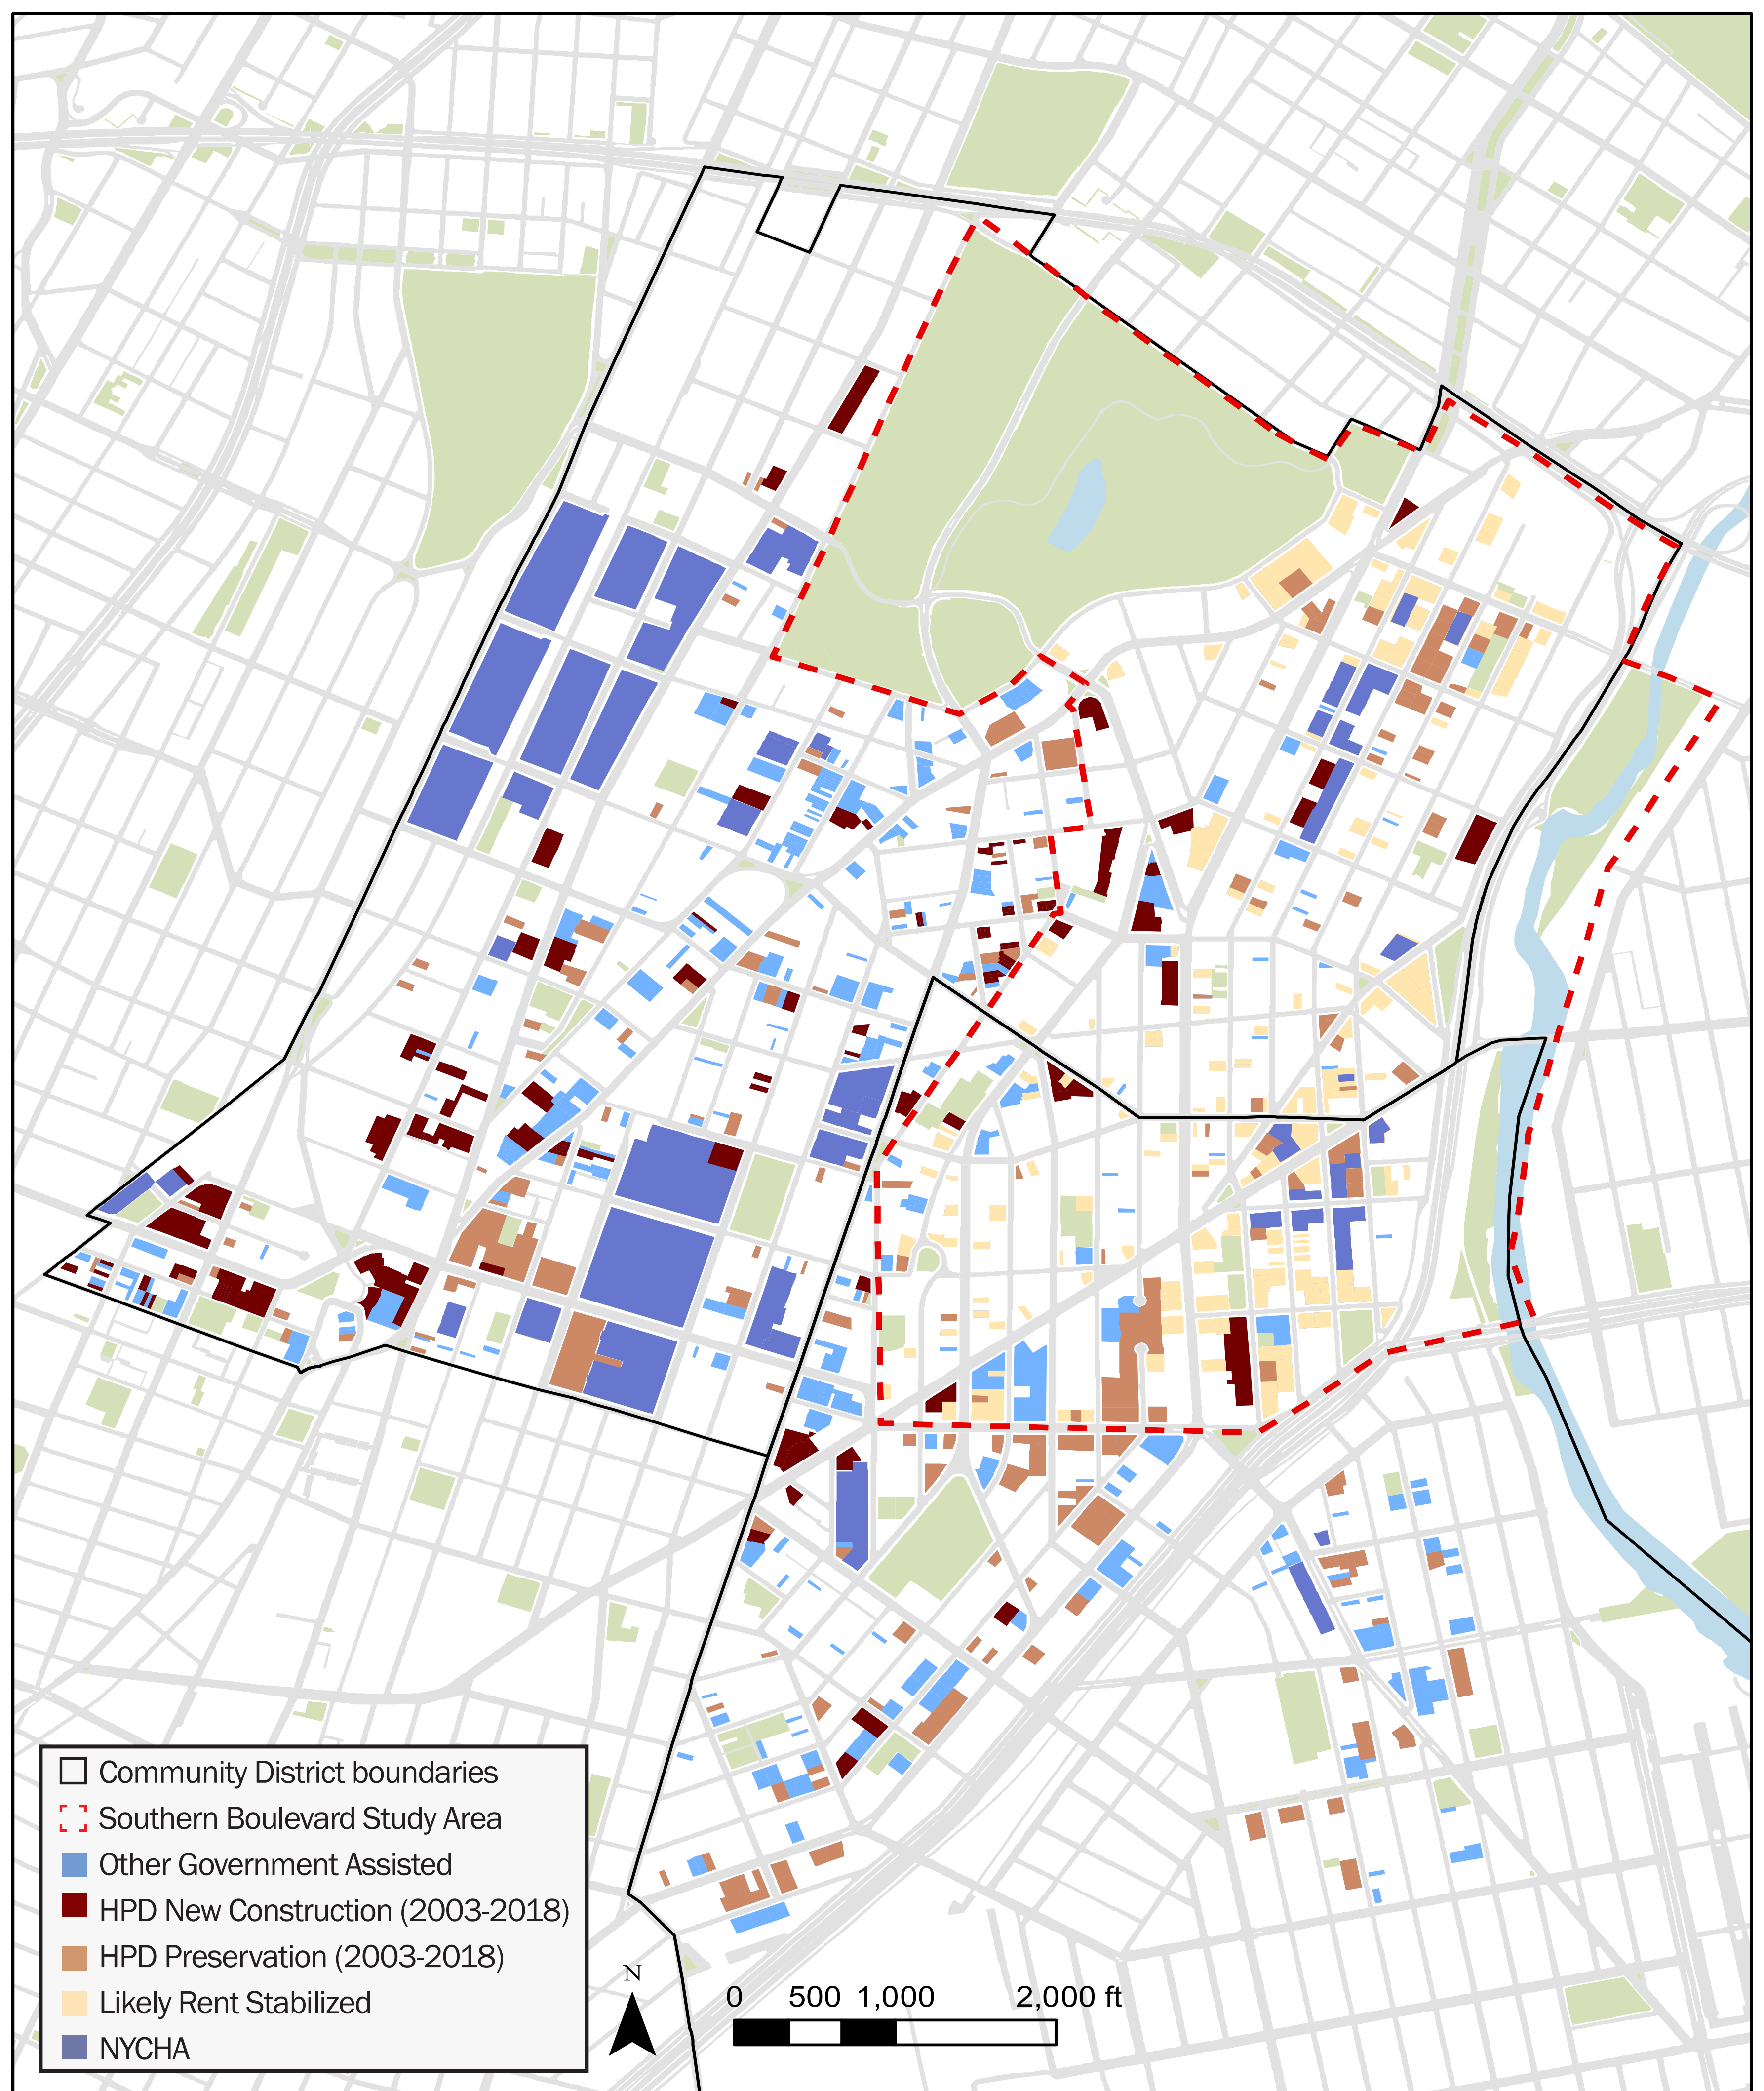 Community District boundaries
Southern Boulevard Study Area
Other Government Assisted
HPD New Construction (2003-2018)
HPD Preservation (2003-2018)
Likely Rent Stabilized
NYCHA
N
0 500 1,000 2,000 ft